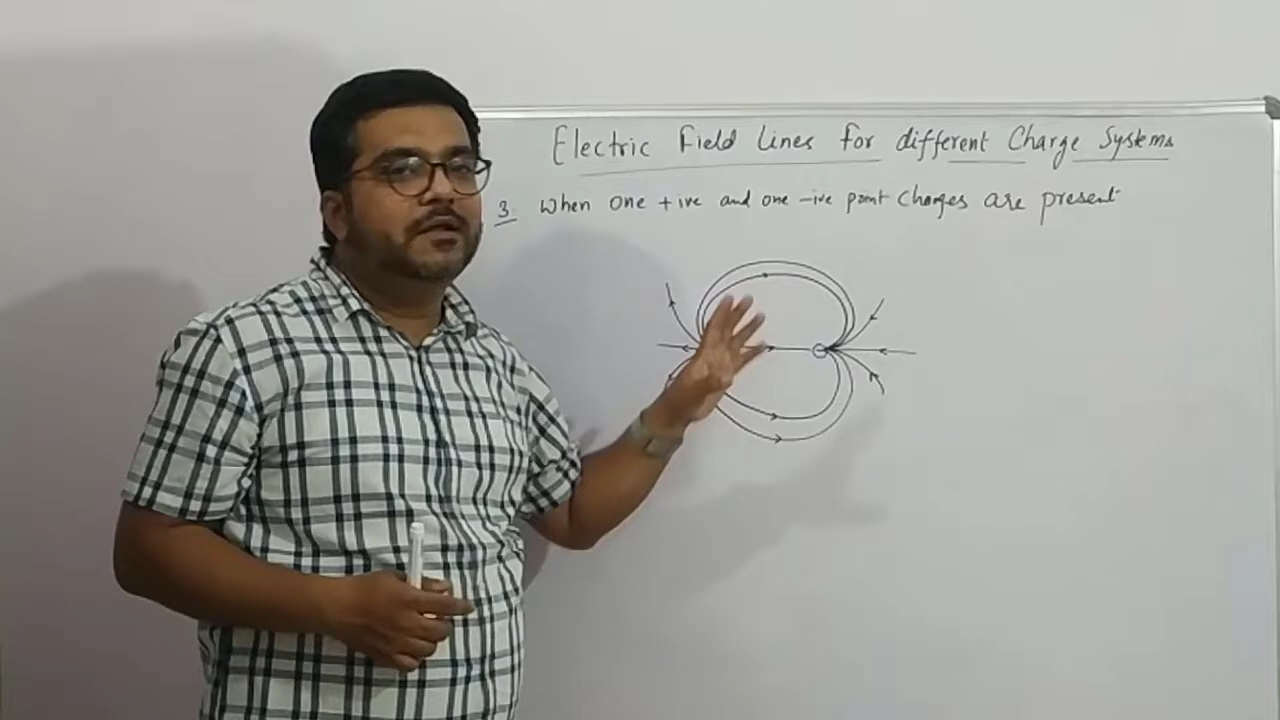 Electric Field Lines for different Charge Systems
3. When one +ive and one -ive point charges are present